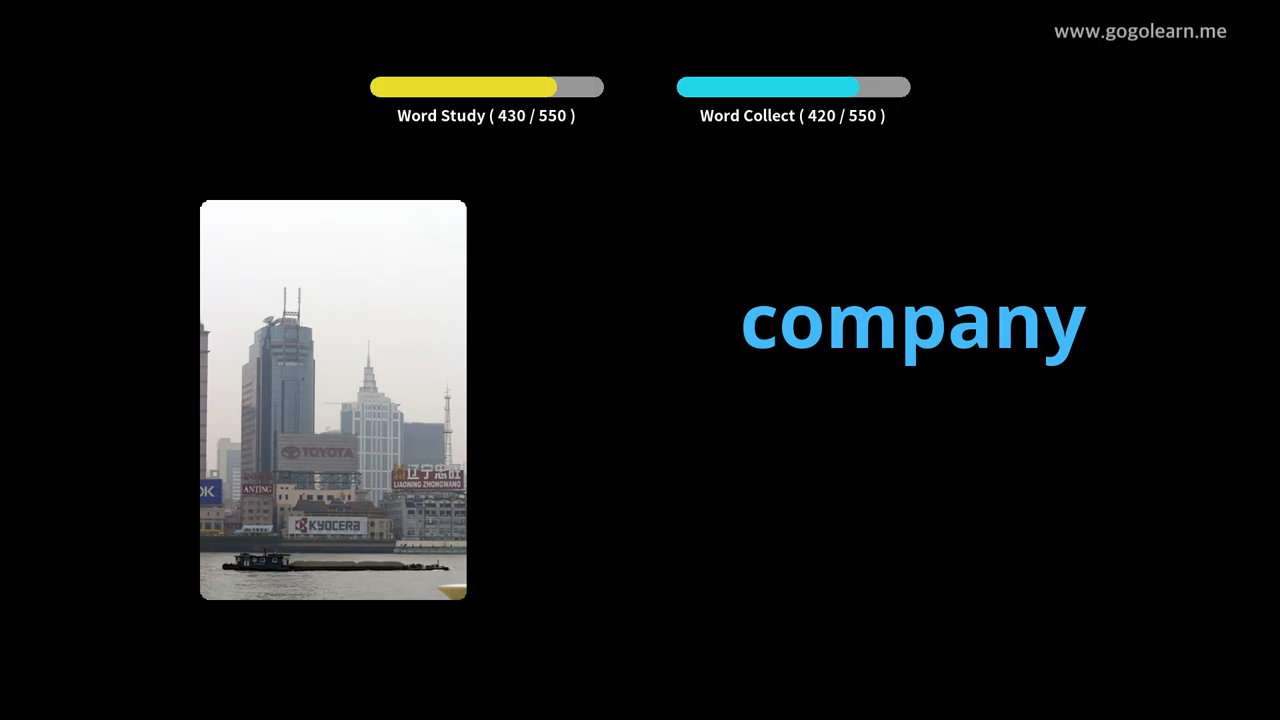 www.gogolearn.me
Word Study ( 430 / 550 )
Word Collect ( 420 / 550 )
company
TOYOTA
辽宁忠旺
LIAONING ZHONGWANG
OK
ANTING
KYOCERA